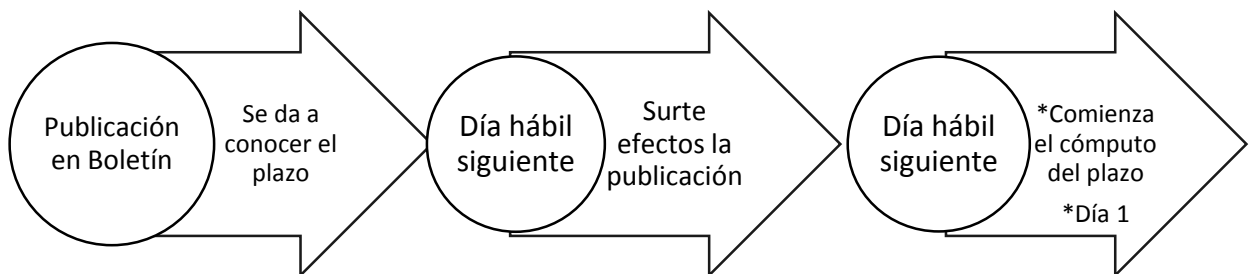 Publicación
en Boletín
Se da a
conocer el
plazo
Día hábil
siguiente
Surte
efectos la
publicación
Día hábil
siguiente
*Comienza
el cómputo
del plazo
*Día 1